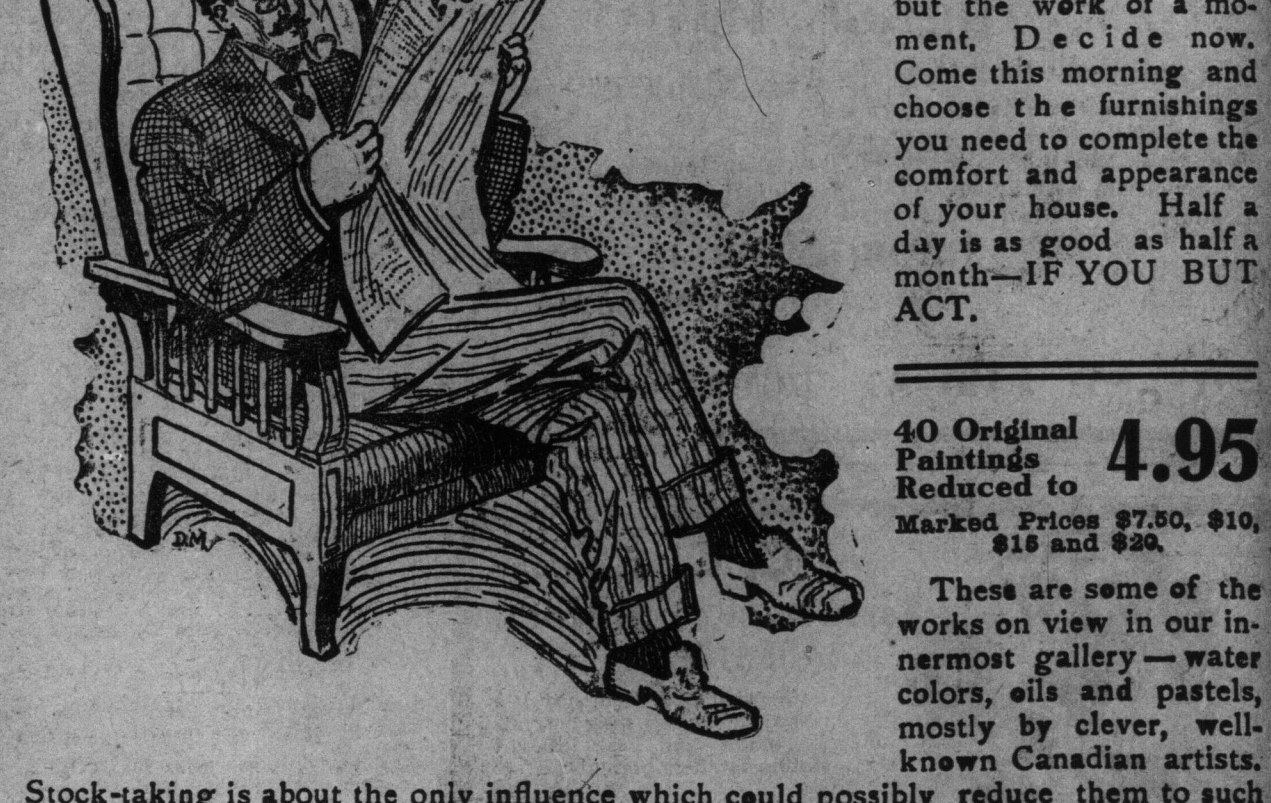 but the work of a mo-
ment. Decide now.
Come this morning and
choose the furnishings
you need to complete the
comfort and appearance
of your house. Half a
day is as good as half a
month—IF YOU BUT
ACT.
40 Original
Paintings
Reduced to
4.95
Marked Prices $7.50, $10,
$15 and $20.
These are some of the
works on view in our in-
nermost gallery—water
colors, oils and pastels,
mostly by clever, well-
known Canadian artists.
Stock-taking is about the only influence which could possibly reduce them to such
DM